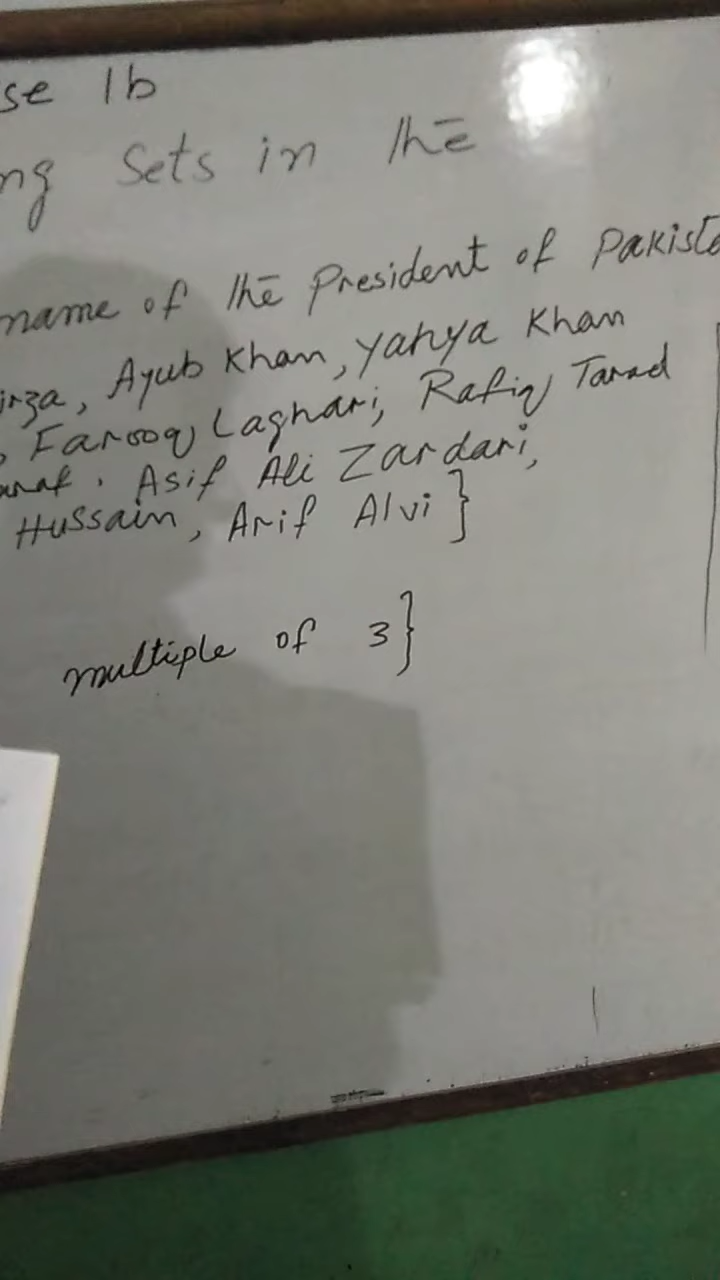 se 1b
ng Sets in the
name of the President of Pakista
irza, Ayub Khan, Yahya Khan
, Farooq Laghari, Rafiq Tarad
, Asif Ali Zardari,
Hussain, Arif Alvi }
multiple of 3}